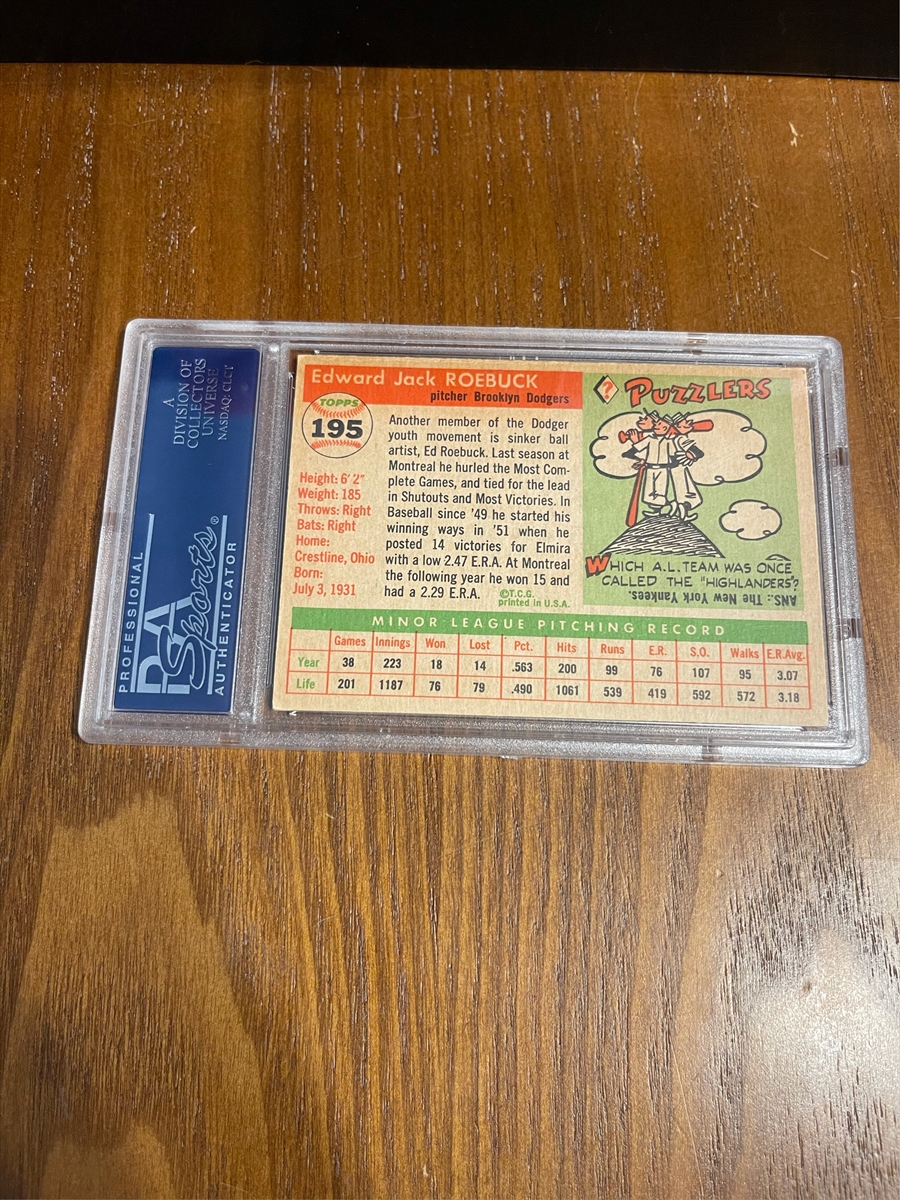 A
DIVISION OF
COLLECTORS
UNIVERSE
NASDAQ: CLCT
PROFESSIONAL
PSA
Sports®
AUTHENTICATOR
Edward Jack ROEBUCK
pitcher Brooklyn Dodgers
TOPPS
195
Height: 6' 2"
Weight: 185
Throws: Right
Bats: Right
Home:
Crestline, Ohio
Born:
July 3, 1931
Another member of the Dodger
youth movement is sinker ball
artist, Ed Roebuck. Last season at
Montreal he hurled the Most Com-
plete Games, and tied for the lead
in Shutouts and Most Victories. In
Baseball since '49 he started his
winning ways in '51 when he
posted 14 victories for Elmira
with a low 2.47 E.R.A. At Montreal
the following year he won 15 and
had a 2.29 E.R.A.
©T.C.G.
printed in U.S.A.
? PUZZLERS
WHICH A.L. TEAM WAS ONCE
CALLED THE "HIGHLANDERS"?
ANS.: The New York Yankees.
MINOR LEAGUE PITCHING RECORD
Games Innings Won Lost Pct. Hits Runs E.R. S.O. Walks E.R.Avg.
Year 38 223 18 14 .563 200 99 76 107 95 3.07
Life 201 1187 76 79 .490 1061 539 419 592 572 3.18